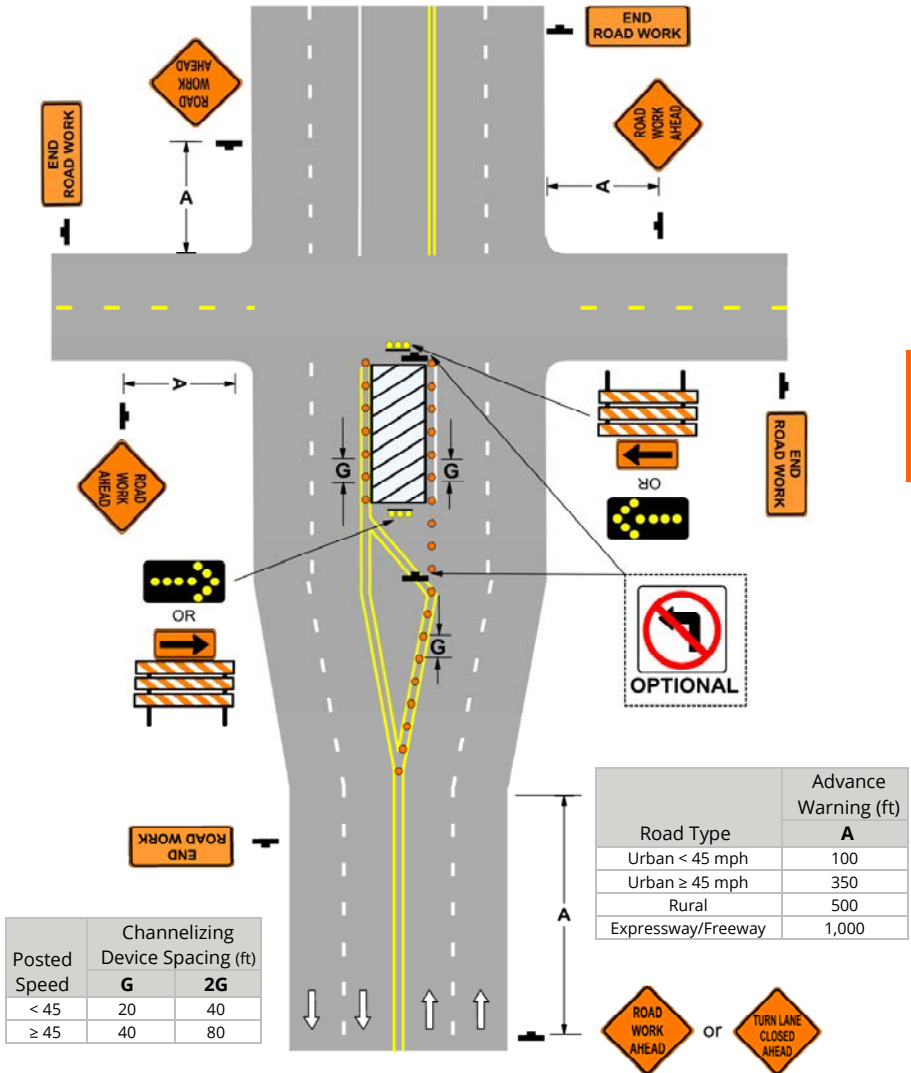 END
ROAD WORK
ROAD
WORK
AHEAD
END
ROAD WORK
ROAD
WORK
AHEAD
A
A
A
ROAD
WORK
AHEAD
G
G
OR
END
ROAD WORK
OR
G
OPTIONAL
END
ROAD WORK
A
Road Type
Advance
Warning (ft)
A
Urban < 45 mph 100
Urban ≥ 45 mph 350
Rural 500
Expressway/Freeway 1,000
Posted
Speed
Channelizing
Device Spacing (ft)
G 2G
< 45 20 40
≥ 45 40 80
ROAD
WORK
AHEAD
or
TURN LANE
CLOSED
AHEAD